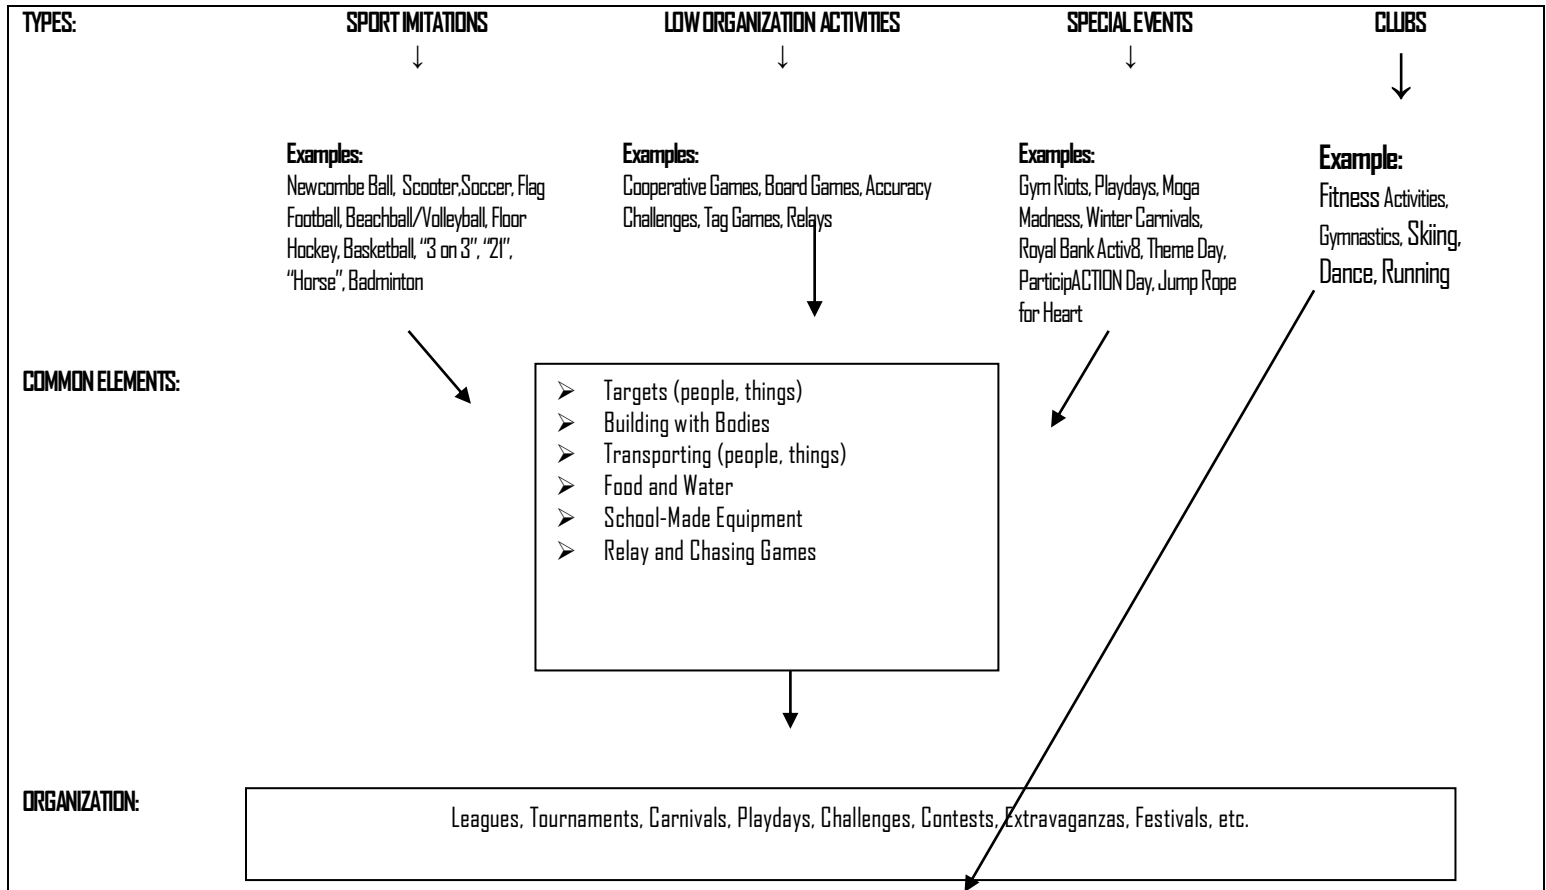 TYPES: SPORT IMITATIONS LOW ORGANIZATION ACTIVITIES SPECIAL EVENTS CLUBS
Examples:
Newcombe Ball, Scooter,Soccer, Flag
Football, Beachball/Volleyball, Floor
Hockey, Basketball, “3 on 3”, “21”,
“Horse”, Badminton
Examples:
Cooperative Games, Board Games, Accuracy
Challenges, Tag Games, Relays
Examples:
Gym Riots, Playdays, Moga
Madness, Winter Carnivals,
Royal Bank Activ8, Theme Day,
ParticipACTION Day, Jump Rope
for Heart
Example:
Fitness Activities,
Gymnastics, Skiing,
Dance, Running
COMMON ELEMENTS:
Targets (people, things)
Building with Bodies
Transporting (people, things)
Food and Water
School-Made Equipment
Relay and Chasing Games
ORGANIZATION:
Leagues, Tournaments, Carnivals, Playdays, Challenges, Contests, Extravaganzas, Festivals, etc.